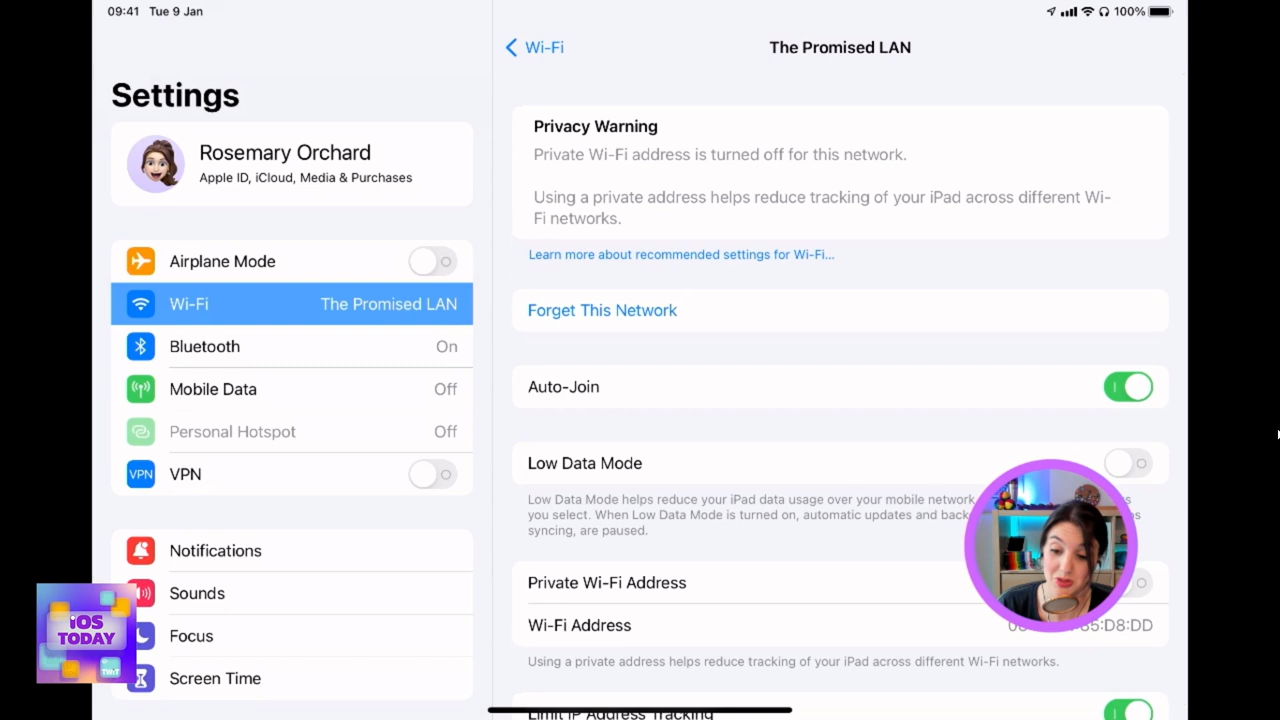 09:41 Tue 9 Jan
100%
Settings
Rosemary Orchard
Apple ID, iCloud, Media & Purchases
Airplane Mode
Wi-Fi The Promised LAN
Bluetooth On
Mobile Data Off
Personal Hotspot Off
VPN VPN
Notifications
Sounds
Focus
Screen Time
iOS
TODAY
TWiT
Wi-Fi
The Promised LAN
Privacy Warning
Private Wi-Fi address is turned off for this network.
Using a private address helps reduce tracking of your iPad across different Wi-
Fi networks.
Learn more about recommended settings for Wi-Fi...
Forget This Network
Auto-Join
Low Data Mode
Low Data Mode helps reduce your iPad data usage over your mobile network
you select. When Low Data Mode is turned on, automatic updates and
syncing, are paused.
Private Wi-Fi Address
Wi-Fi Address 5:D8:DD
Using a private address helps reduce tracking of your iPad across different Wi-Fi networks.
Limit IP Address Tracking